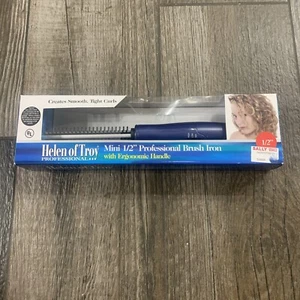 Creates Smooth, Tight Curls
Helen of Troy
PROFESSIONAL
Mini 1/2" Professional Brush Iron
with Ergonomic Handle
1/2"
SALLY